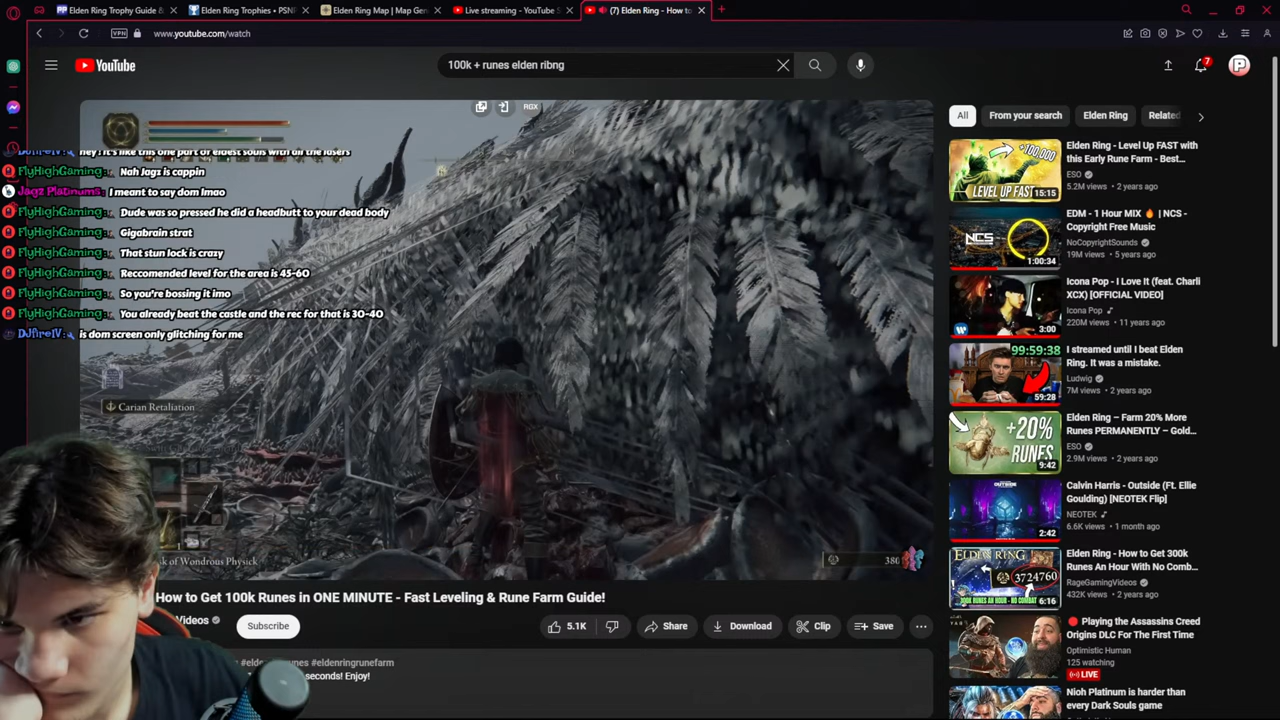 Elden Ring Trophy Guide &
Elden Ring Trophies • PSNP
Elden Ring Map | Map Gen
Live streaming - YouTube S
(7) Elden Ring - How to
VPN
www.youtube.com/watch
YouTube
100k + runes elden ribng
7
P
RGX
DJfireIV: hey! it's like this one part of eldest souls with all the lasers
FlyHighGaming: Nah Jagz is cappin
Jagz Platinums: I meant to say dom lmao
FlyHighGaming: Dude was so pressed he did a headbutt to your dead body
FlyHighGaming: Gigabrain strat
FlyHighGaming: That stun lock is crazy
FlyHighGaming: Reccomended level for the area is 45-60
FlyHighGaming: So you're bossing it imo
FlyHighGaming: You already beat the castle and the rec for that is 30-40
DJfireIV: is dom screen only glitching for me
Carian Retaliation
of Wondrous Physick
380
How to Get 100k Runes in ONE MINUTE - Fast Leveling & Rune Farm Guide!
Videos
Subscribe
5.1K
Share
Download
Clip
Save
#eldenringrunefarm
seconds! Enjoy!
All
From your search
Elden Ring
Related
+100,000
LEVEL UP FAST
15:15
Elden Ring - Level Up FAST with
this Early Rune Farm - Best...
ESO
5.2M views • 2 years ago
NCS
1:00:34
EDM - 1 Hour MIX 🔥 | NCS -
Copyright Free Music
NoCopyrightSounds
19M views • 5 years ago
3:00
Icona Pop - I Love It (feat. Charli
XCX) [OFFICIAL VIDEO]
Icona Pop
220M views • 11 years ago
99:59:38
59:28
I streamed until I beat Elden
Ring. It was a mistake.
Ludwig
7M views • 2 years ago
+20%
RUNES
9:42
Elden Ring – Farm 20% More
Runes PERMANENTLY – Gold...
ESO
2.9M views • 2 years ago
2:42
Calvin Harris - Outside (Ft. Ellie
Goulding) [NEOTEK Flip]
NEOTEK
6.6K views • 1 month ago
ELDEN RING
3724760
300K RUNES AN HOUR - NO COMBAT
6:16
Elden Ring - How to Get 300k
Runes An Hour With No Comb...
RageGamingVideos
432K views • 2 years ago
🔴 Playing the Assassins Creed
Origins DLC For The First Time
Optimistic Human
125 watching
LIVE
Nioh Platinum is harder than
every Dark Souls game